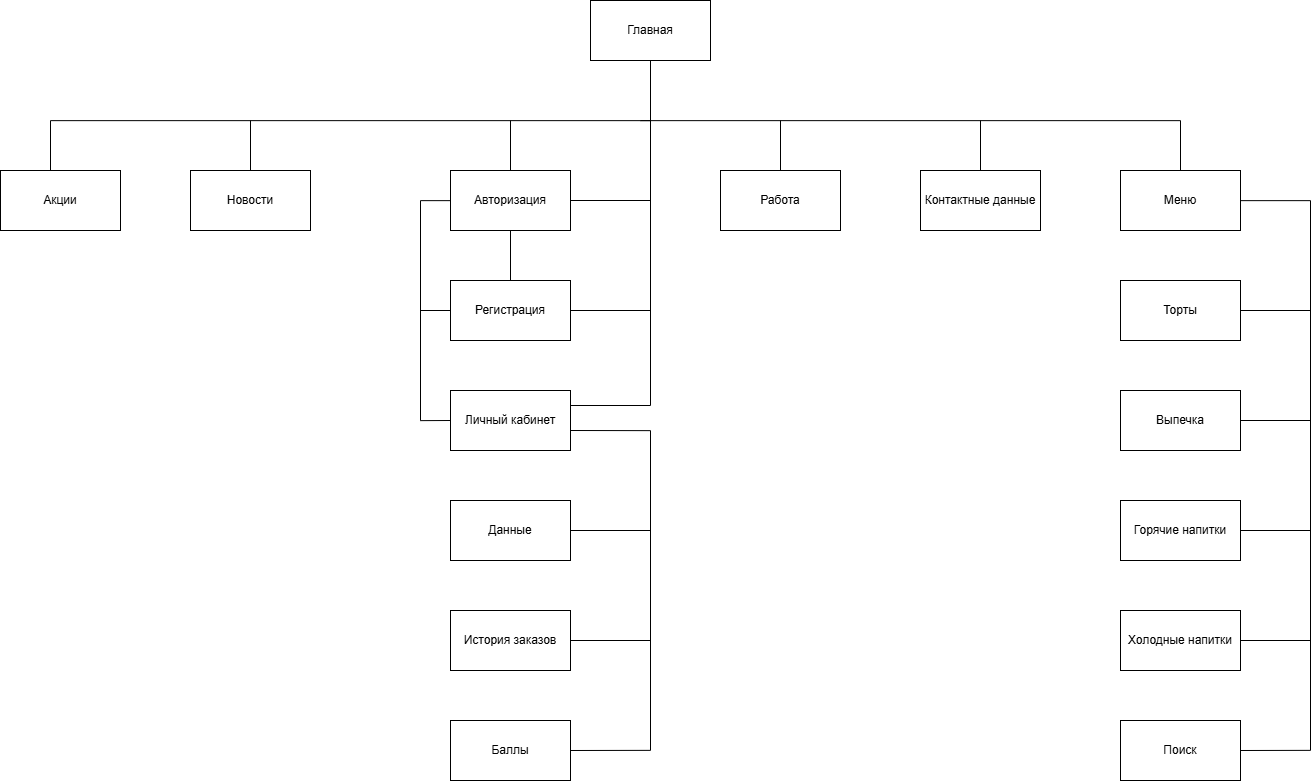 Главная
Акции
Новости
Авторизация
Работа
Контактные данные
Меню
Регистрация
Торты
Личный кабинет
Выпечка
Данные
Горячие напитки
История заказов
Холодные напитки
Баллы
Поиск